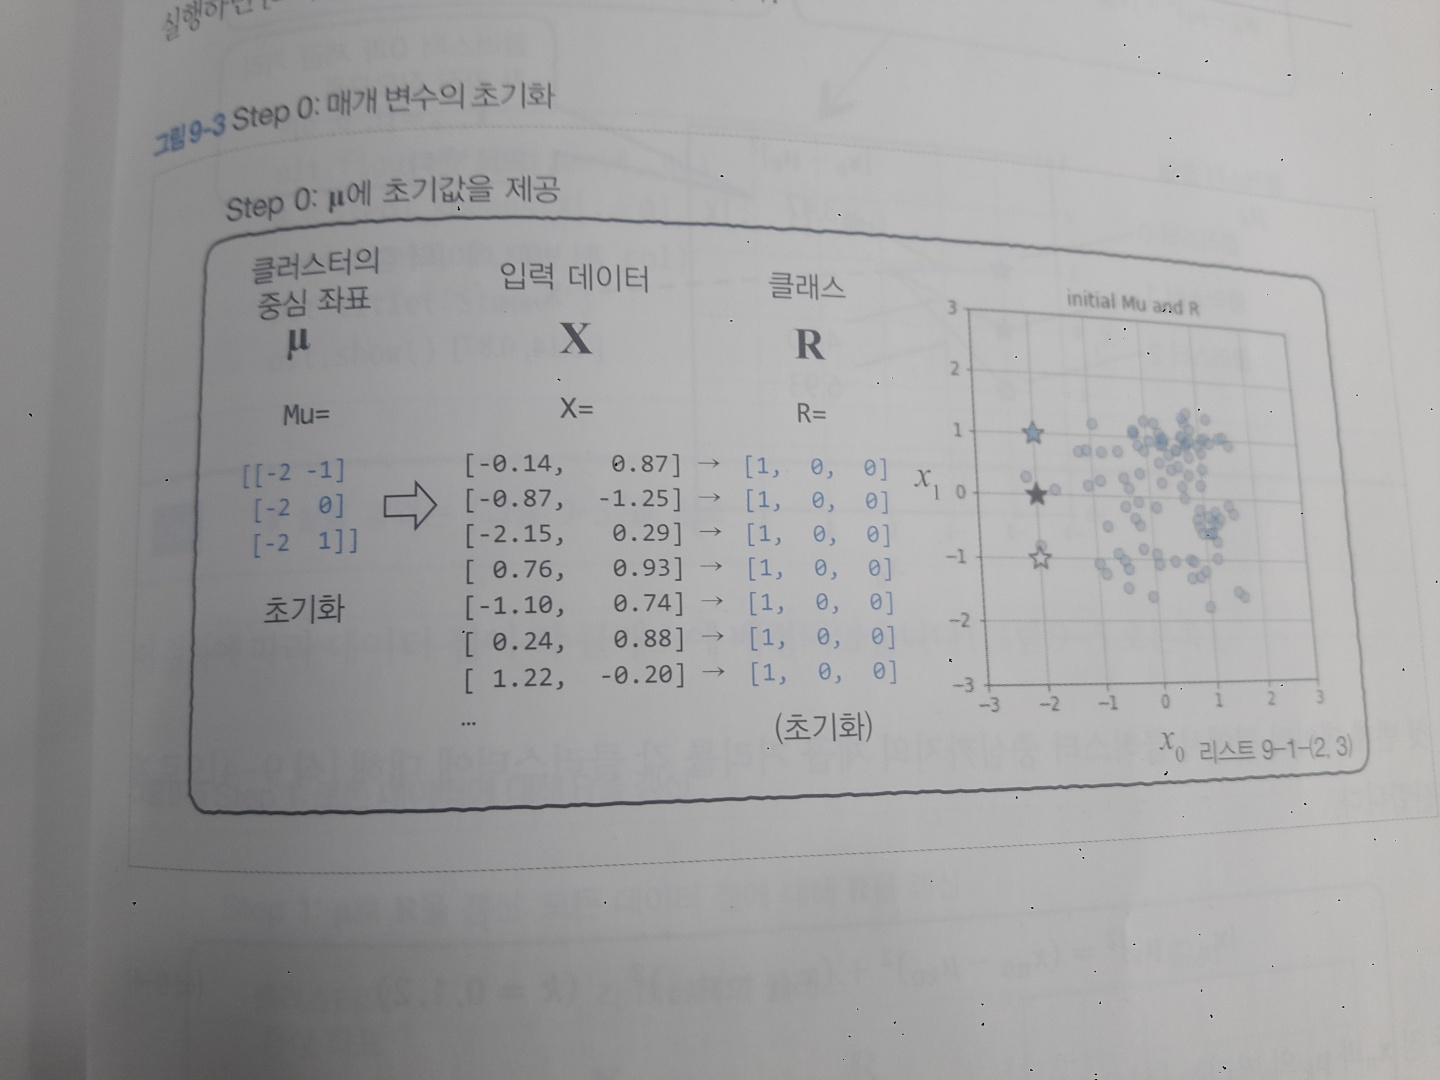 실행하면
그림 9-3 Step 0: 매개 변수의 초기화
Step 0: μ에 초기값을 제공
클러스터의
중심 좌표
μ
Mu=
[[-2 -1]
[-2 0]
[-2 1]]
초기화
입력 데이터
X
X=
[-0.14, 0.87] →
[-0.87, -1.25] →
[-2.15, 0.29] →
[ 0.76, 0.93] →
[-1.10, 0.74] →
[ 0.24, 0.88] →
[ 1.22, -0.20] →
...
클래스
R
R=
[1, 0, 0]
[1, 0, 0]
[1, 0, 0]
[1, 0, 0]
[1, 0, 0]
[1, 0, 0]
[1, 0, 0]
(초기화)
initial Mu and R
3
2
1
x1 0
-1
-2
-3
-3 -2 -1 0 1 2 3
x0 리스트 9-1-(2, 3)